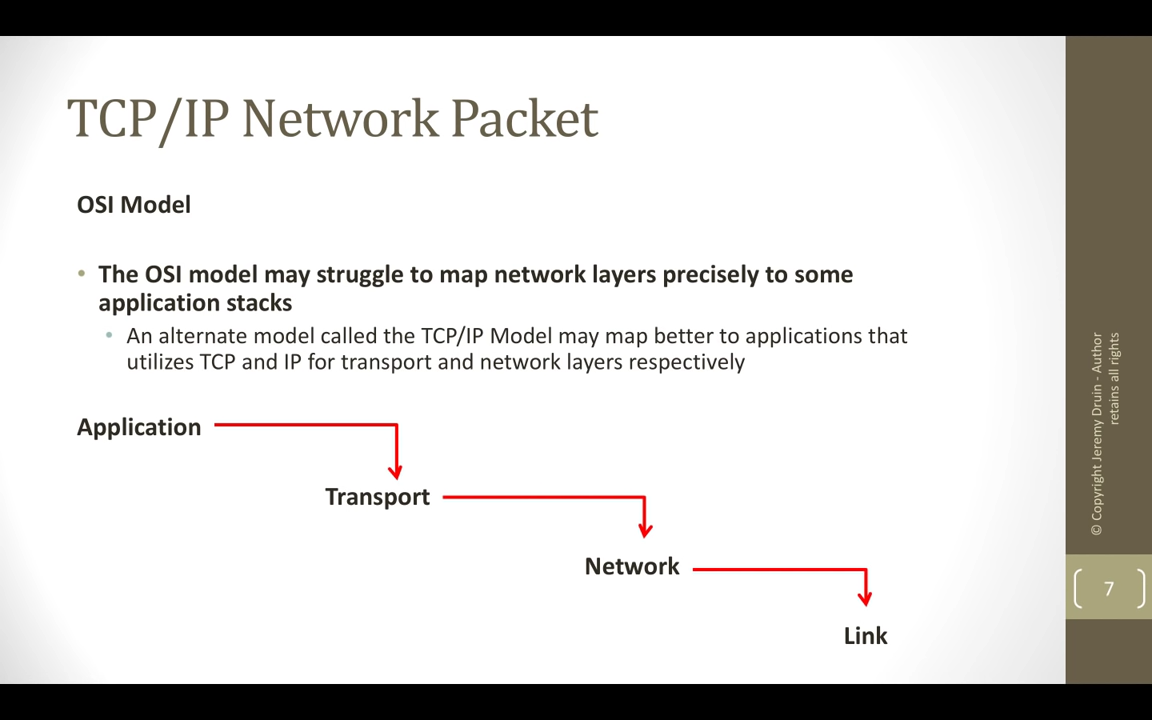 TCP/IP Network Packet
OSI Model
• The OSI model may struggle to map network layers precisely to some
application stacks
• An alternate model called the TCP/IP Model may map better to applications that
utilizes TCP and IP for transport and network layers respectively
Application
Transport
Network
Link
© Copyright Jeremy Druin - Author
retains all rights
7